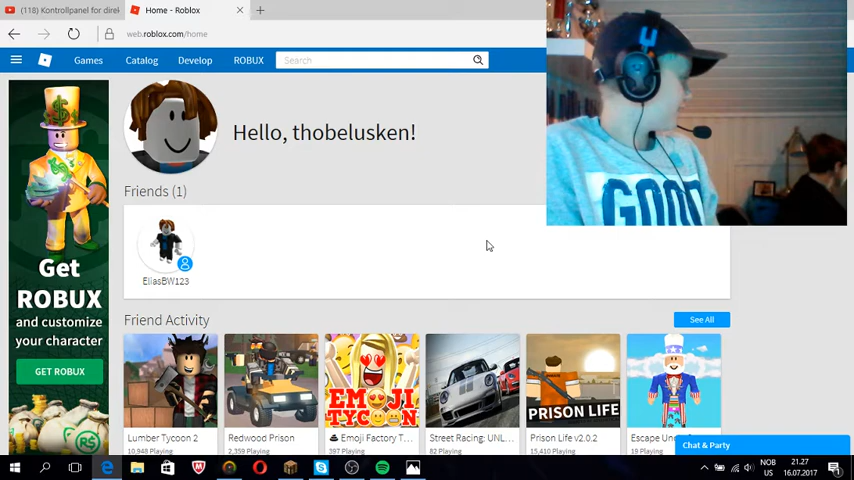 (118) Kontrollpanel for direk
Home - Roblox
web.roblox.com/home
Games
Catalog
Develop
ROBUX
Search
Hello, thobelusken!
Friends (1)
EliasBW123
Get
ROBUX
and customize
your character
GET ROBUX
Friend Activity
See All
EMOJI
TYCOON
PRISON LIFE
Lumber Tycoon 2
Redwood Prison
Emoji Factory T...
Street Racing: UNL...
Prison Life v2.0.2
Escape Un
10,948 Playing
2,359 Playing
397 Playing
82 Playing
15,410 Playing
19 Playing
Chat & Party
GOOD
NOB
US
21.27
16.07.2017